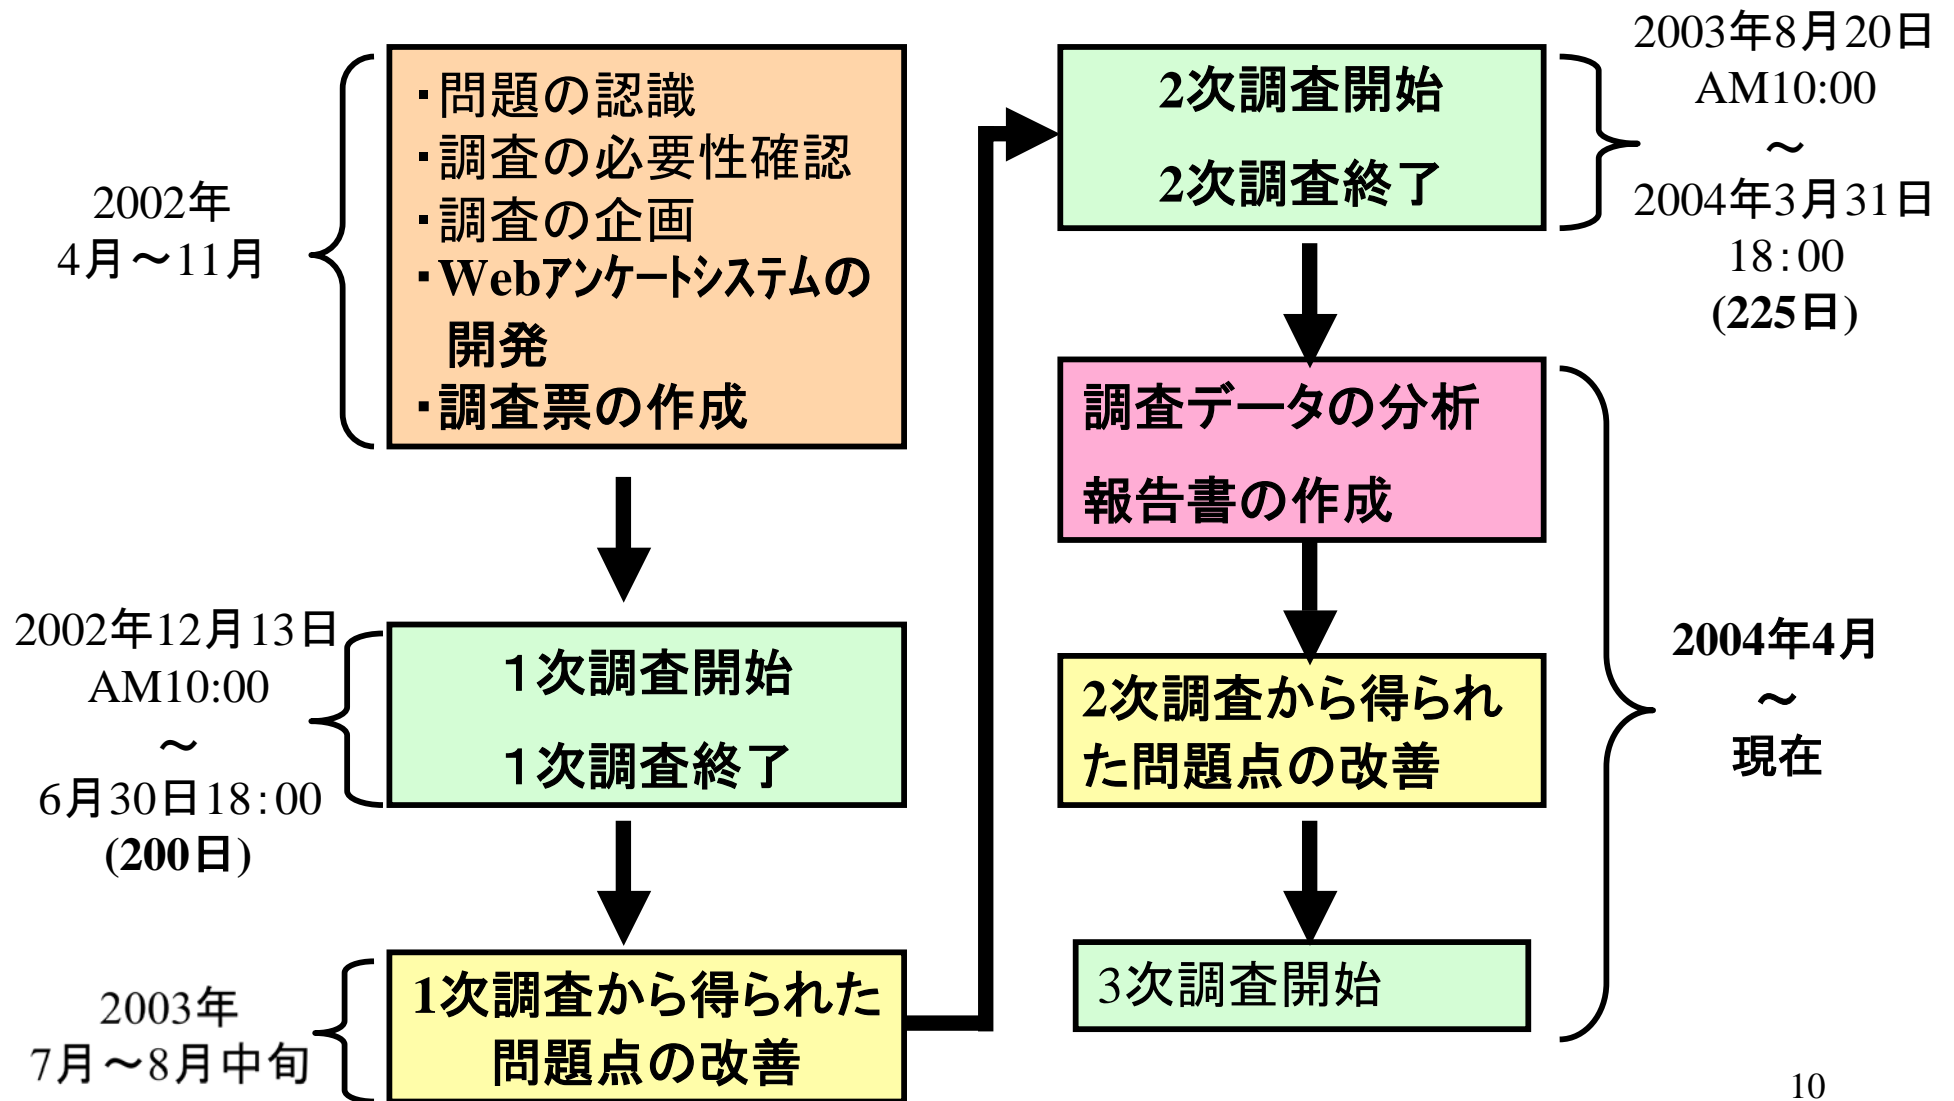 2002年
4月～11月
・問題の認識
・調査の必要性確認
・調査の企画
・Webアンケートシステムの
開発
・調査票の作成
2002年12月13日
AM10:00
～
6月30日18：00
(200日)
１次調査開始
１次調査終了
2003年
7月～8月中旬
1次調査から得られた
問題点の改善
2次調査開始
2次調査終了
2003年8月20日
AM10:00
～
2004年3月31日
18：00
(225日)
調査データの分析
報告書の作成
2次調査から得られ
た問題点の改善
3次調査開始
2004年4月
～
現在
10